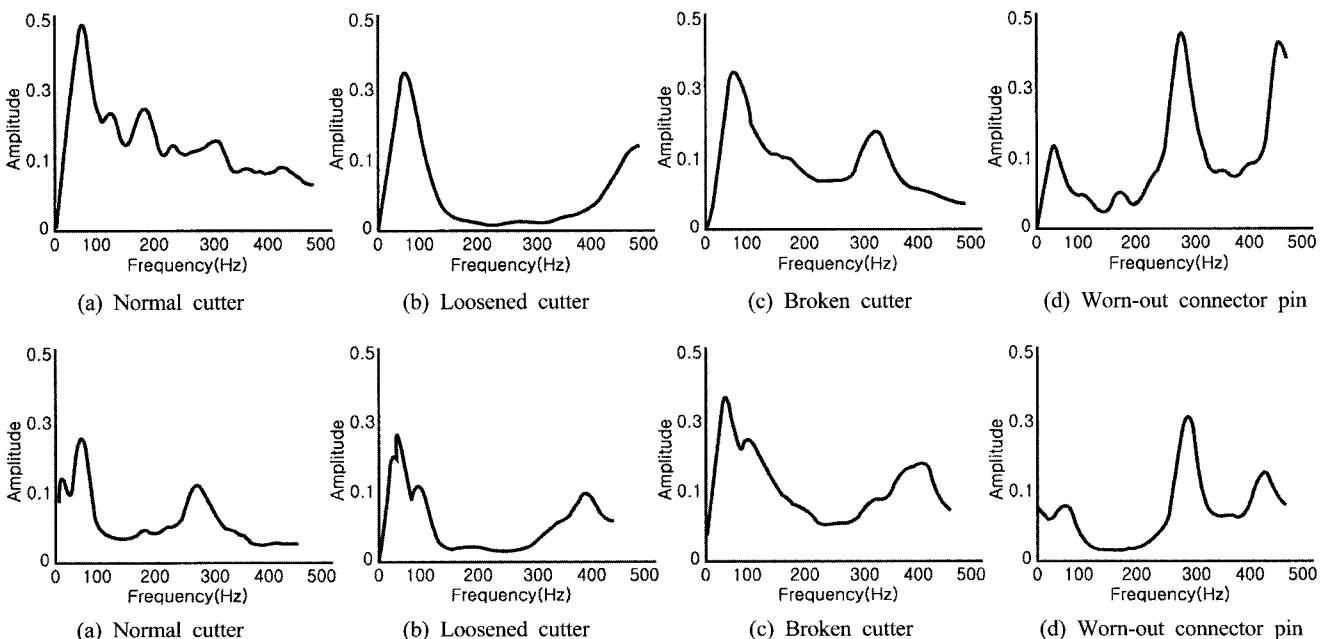 0.5
0.3
0.1
0
Amplitude
0 100 200 300 400 500
Frequency(Hz)
(a) Normal cutter
0.5
0.3
0.1
0
Amplitude
0 100 200 300 400 500
Frequency(Hz)
(b) Loosened cutter
0.5
0.3
0.1
0
Amplitude
0 100 200 300 400 500
Frequency(Hz)
(c) Broken cutter
0.5
0.3
0.1
0
Amplitude
0 100 200 300 400 500
Frequency(Hz)
(d) Worn-out connector pin
0.5
0.3
0.1
0
Amplitude
0 100 200 300 400 500
Frequency(Hz)
(a) Normal cutter
0.5
0.3
0.1
0
Amplitude
0 100 200 300 400 500
Frequency(Hz)
(b) Loosened cutter
0.5
0.3
0.1
0
Amplitude
0 100 200 300 400 500
Frequency(Hz)
(c) Broken cutter
0.5
0.3
0.1
0
Amplitude
0 100 200 300 400 500
Frequency(Hz)
(d) Worn-out connector pin